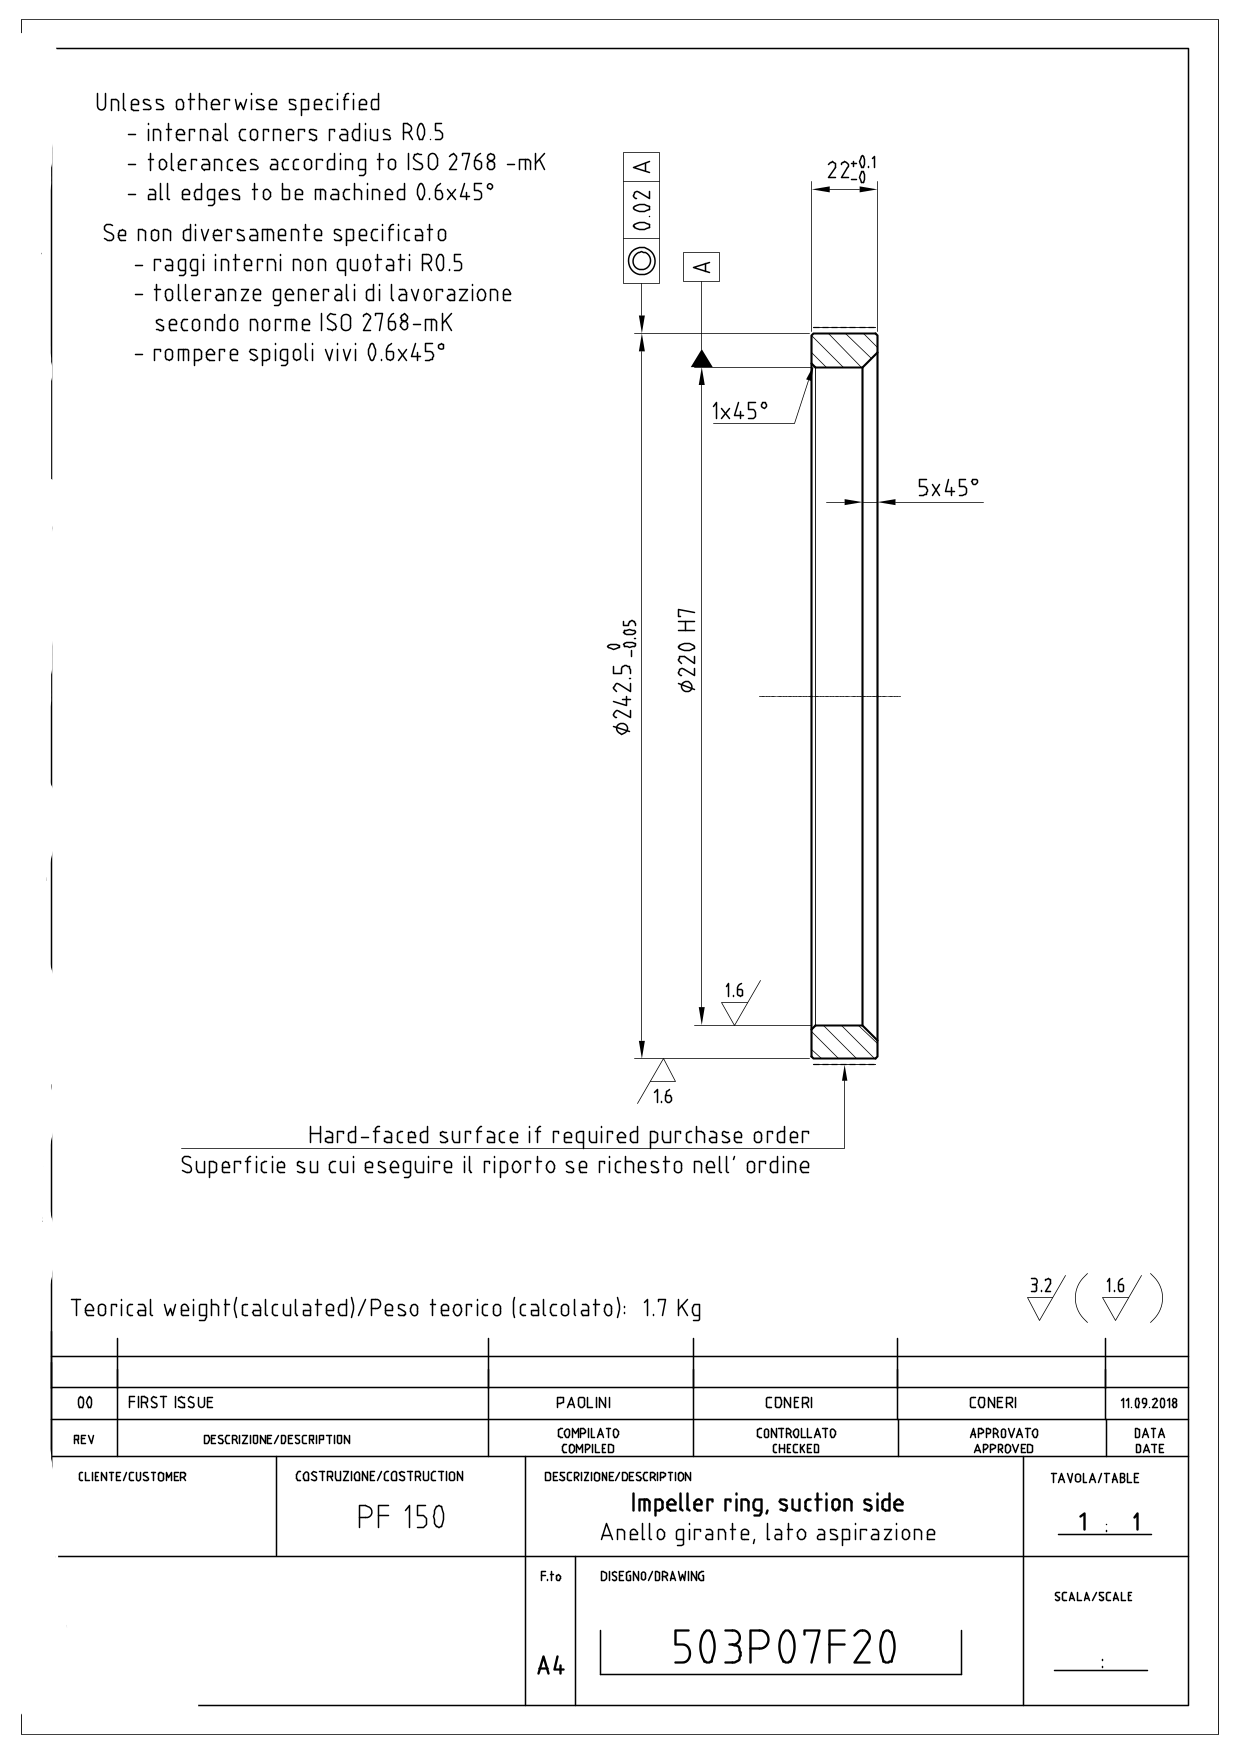 Unless otherwise specified
- internal corners radius R0.5
- tolerances according to ISO 2768 -mK
- all edges to be machined 0.6x45°
Se non diversamente specificato
- raggi interni non quotati R0.5
- tolleranze generali di lavorazione
secondo norme ISO 2768-mK
- rompere spigoli vivi 0.6x45°
◎ 0.02 A
A
22 +0.1 -0
1x45°
5x45°
ϕ242.5 0 -0.05
ϕ220 H7
1.6
1.6
Hard-faced surface if required purchase order
Superficie su cui eseguire il riporto se richesto nell' ordine
3.2 ( 1.6 )
Teorical weight(calculated)/Peso teorico (calcolato): 1.7 Kg
00 FIRST ISSUE PAOLINI CONERI CONERI 11.09.2018
REV DESCRIZIONE/DESCRIPTION COMPILATO CONTROLLATO APPROVATO DATA
COMPILED CHECKED APPROVED DATE
CLIENTE/CUSTOMER COSTRUZIONE/COSTRUCTION DESCRIZIONE/DESCRIPTION TAVOLA/TABLE
PF 150
Impeller ring, suction side
Anello girante, lato aspirazione
1 : 1
F.to DISEGNO/DRAWING
SCALA/SCALE
A4
503P07F20
: